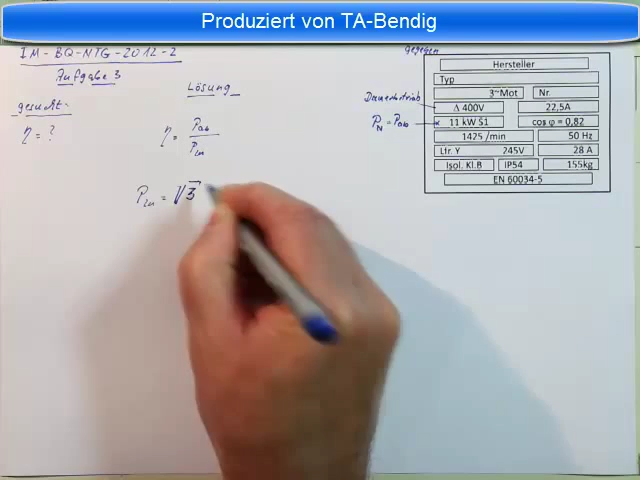 Produziert von TA-Bendig
IM-BQ-NTG-2012-2
Aufgabe 3
gegeben
gesucht:
Lösung
η = ?
η = Pab / Pzu
Pzu = √3
Dauerbetrieb
PN = Pab
Hersteller
Typ
3~Mot Nr.
Δ 400V 22,5A
11 kW S1 cos φ = 0,82
1425 /min 50 Hz
Lfr. Y 245V 28 A
Isol. Kl.B IP54 155kg
EN 60034-5